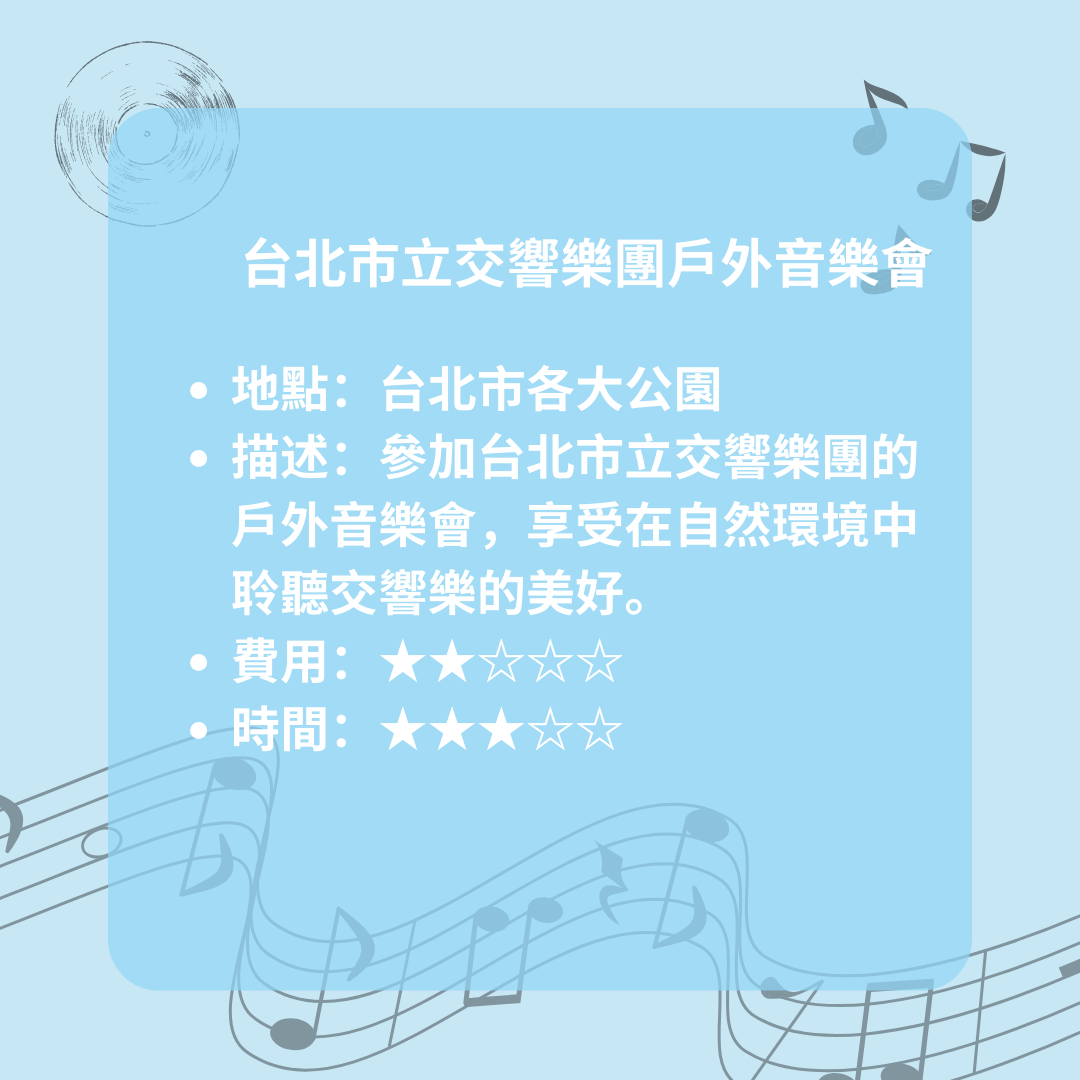 台北市立交響樂團戶外音樂會
• 地點：台北市各大公園
• 描述：參加台北市立交響樂團的
戶外音樂會，享受在自然環境中
聆聽交響樂的美好。
• 費用：★★☆☆☆
• 時間：★★★☆☆